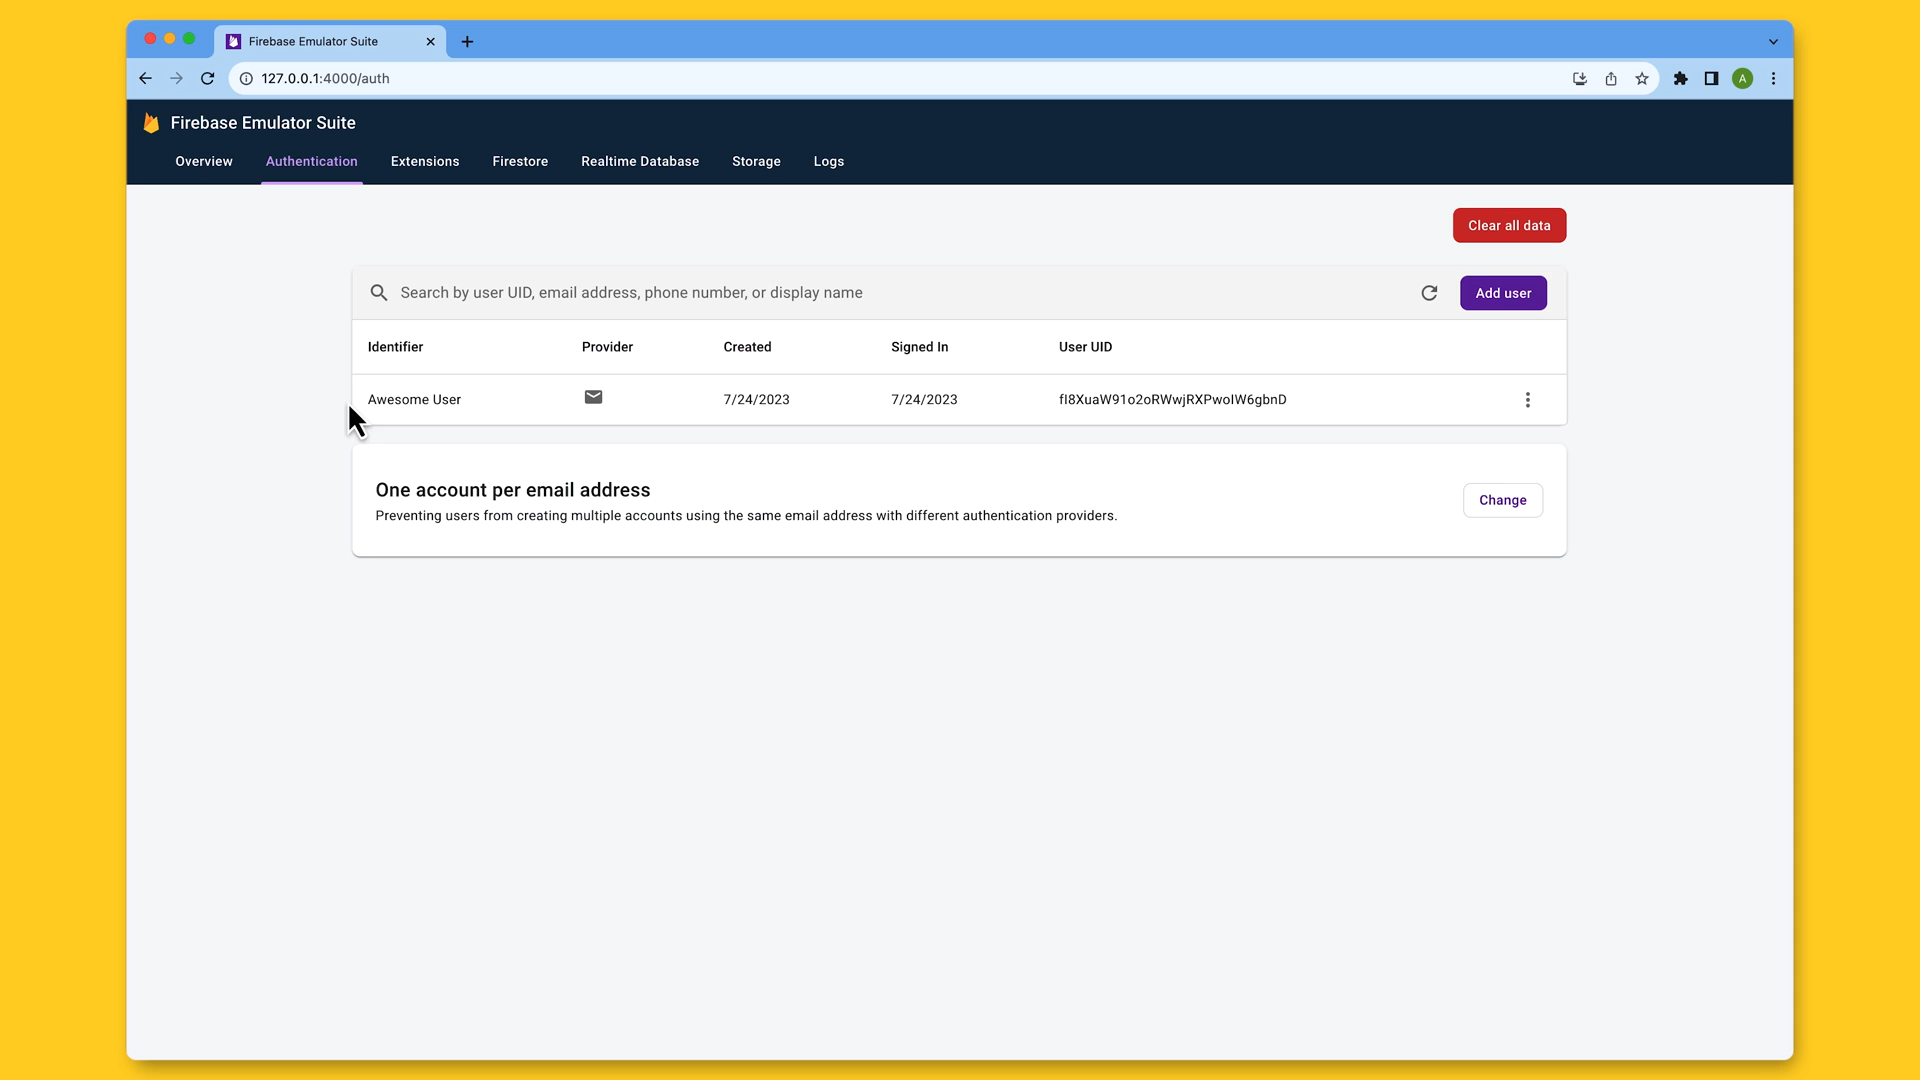 Firebase Emulator Suite
127.0.0.1:4000/auth
A
Firebase Emulator Suite
Overview Authentication Extensions Firestore Realtime Database Storage Logs
Clear all data
Search by user UID, email address, phone number, or display name
Add user
Identifier Provider Created Signed In User UID
Awesome User 7/24/2023 7/24/2023 fI8XuaW91o2oRWwjRXPwoIW6gbnD
One account per email address
Preventing users from creating multiple accounts using the same email address with different authentication providers.
Change